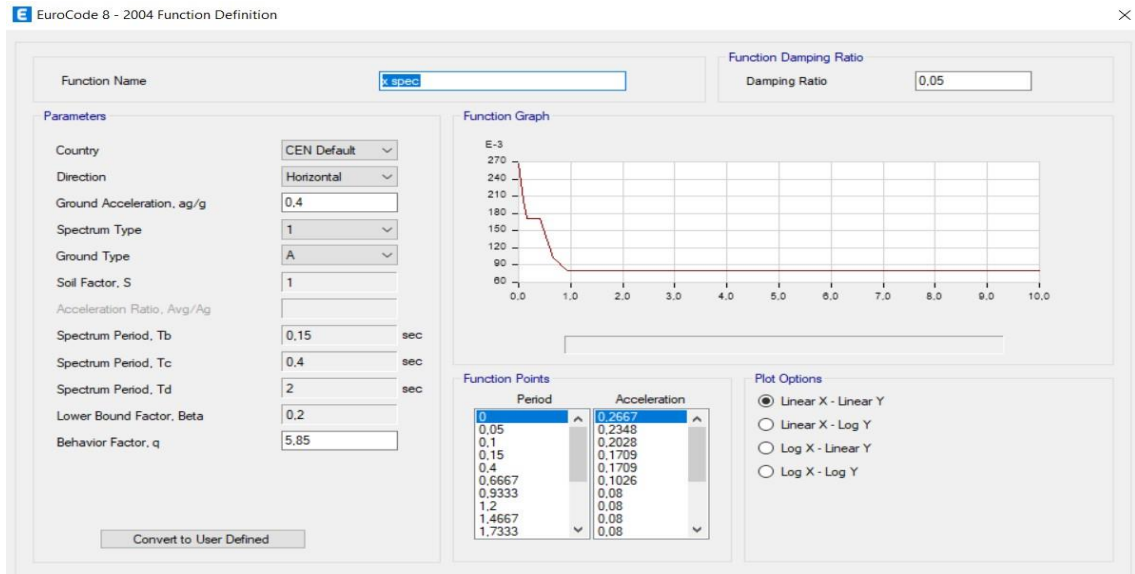 E EuroCode 8 - 2004 Function Definition
Function Name
x spec
Function Damping Ratio
Damping Ratio
0,05
Parameters
Country
CEN Default
Direction
Horizontal
Ground Acceleration, ag/g
0,4
Spectrum Type
1
Ground Type
A
Soil Factor, S
1
Acceleration Ratio, Avg/Ag
Spectrum Period, Tb
0,15 sec
Spectrum Period, Tc
0,4 sec
Spectrum Period, Td
2 sec
Lower Bound Factor, Beta
0,2
Behavior Factor, q
5,85
Convert to User Defined
Function Graph
E-3
270
240
210
180
150
120
90
60
0,0 1,0 2,0 3,0 4,0 5,0 6,0 7,0 8,0 9,0 10,0
Function Points
Period Acceleration
0 0,2667
0,05 0,2348
0,1 0,2028
0,15 0,1709
0,4 0,1709
0,6667 0,1026
0,9333 0,08
1,2 0,08
1,4667 0,08
1,7333 0,08
Plot Options
Linear X - Linear Y
Linear X - Log Y
Log X - Linear Y
Log X - Log Y